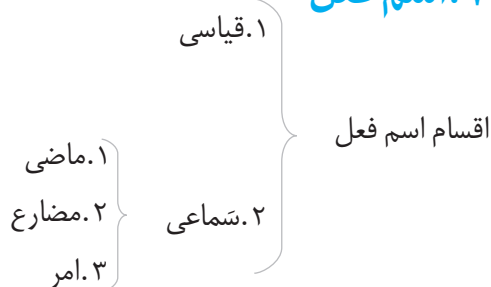 اقسام اسم فعل
۱.قیاسی
۲.سَماعی
۱.ماضی
۲.مضارع
۳.امر